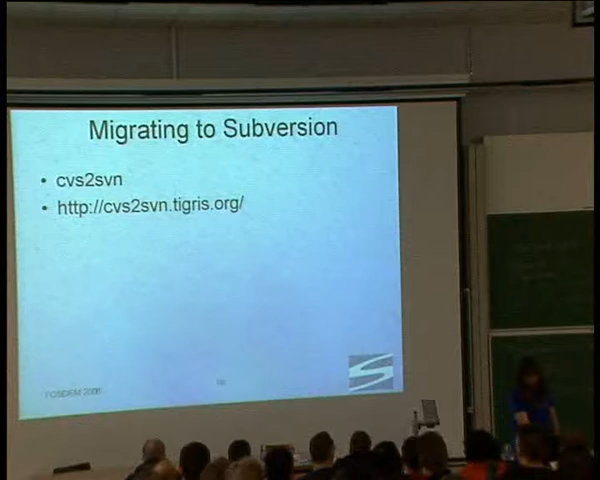 Migrating to Subversion
• cvs2svn
• http://cvs2svn.tigris.org/
FOSDEM 2006